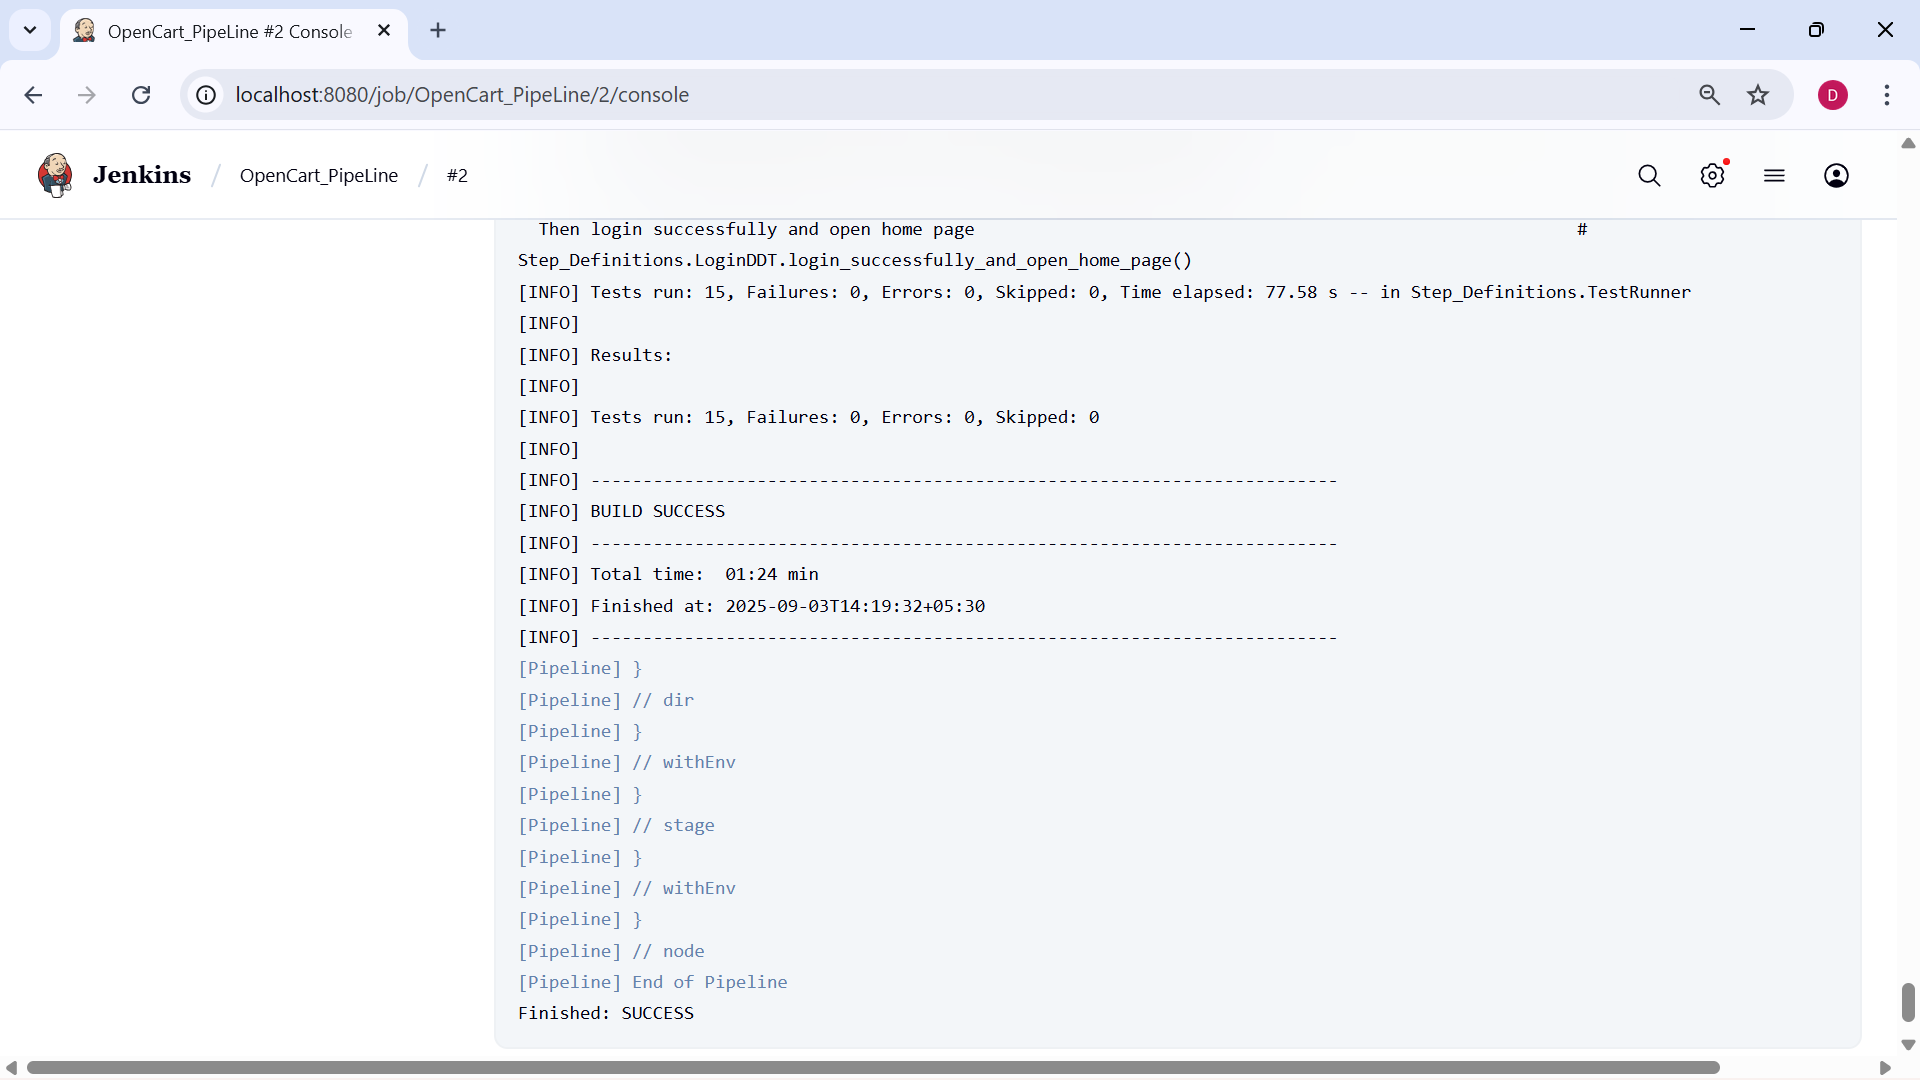 OpenCart_PipeLine #2 Console
localhost:8080/job/OpenCart_PipeLine/2/console
D
Jenkins / OpenCart_PipeLine / #2
Then login successfully and open home page #
Step_Definitions.LoginDDT.login_successfully_and_open_home_page()
[INFO] Tests run: 15, Failures: 0, Errors: 0, Skipped: 0, Time elapsed: 77.58 s -- in Step_Definitions.TestRunner
[INFO]
[INFO] Results:
[INFO]
[INFO] Tests run: 15, Failures: 0, Errors: 0, Skipped: 0
[INFO]
[INFO] ------------------------------------------------------------------------
[INFO] BUILD SUCCESS
[INFO] ------------------------------------------------------------------------
[INFO] Total time:  01:24 min
[INFO] Finished at: 2025-09-03T14:19:32+05:30
[INFO] ------------------------------------------------------------------------
[Pipeline] }
[Pipeline] // dir
[Pipeline] }
[Pipeline] // withEnv
[Pipeline] }
[Pipeline] // stage
[Pipeline] }
[Pipeline] // withEnv
[Pipeline] }
[Pipeline] // node
[Pipeline] End of Pipeline
Finished: SUCCESS